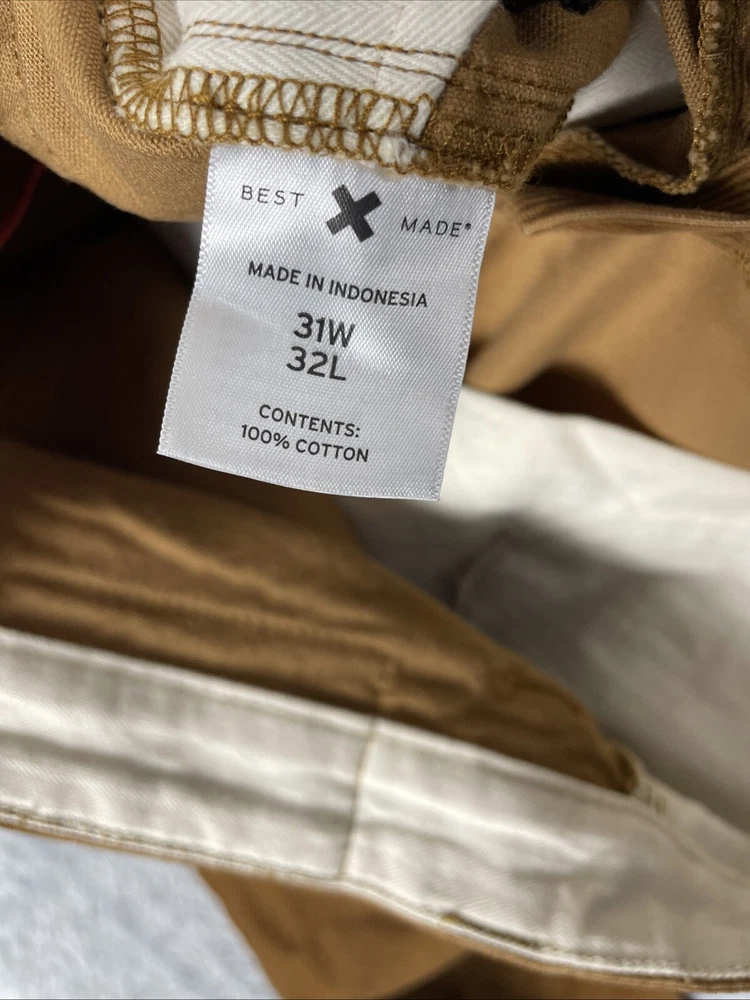 BEST MADE®
MADE IN INDONESIA
31W
32L
CONTENTS:
100% COTTON